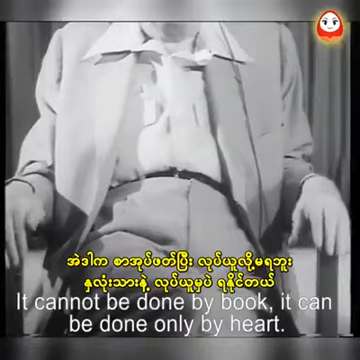 အဲဒါက စာအုပ်ဖတ်ပြီး လုပ်ယူလို့မရဘူး
နှလုံးသားနဲ့ လုပ်ယူမှပဲ ရနိုင်တယ်
It cannot be done by book, it can
be done only by heart.